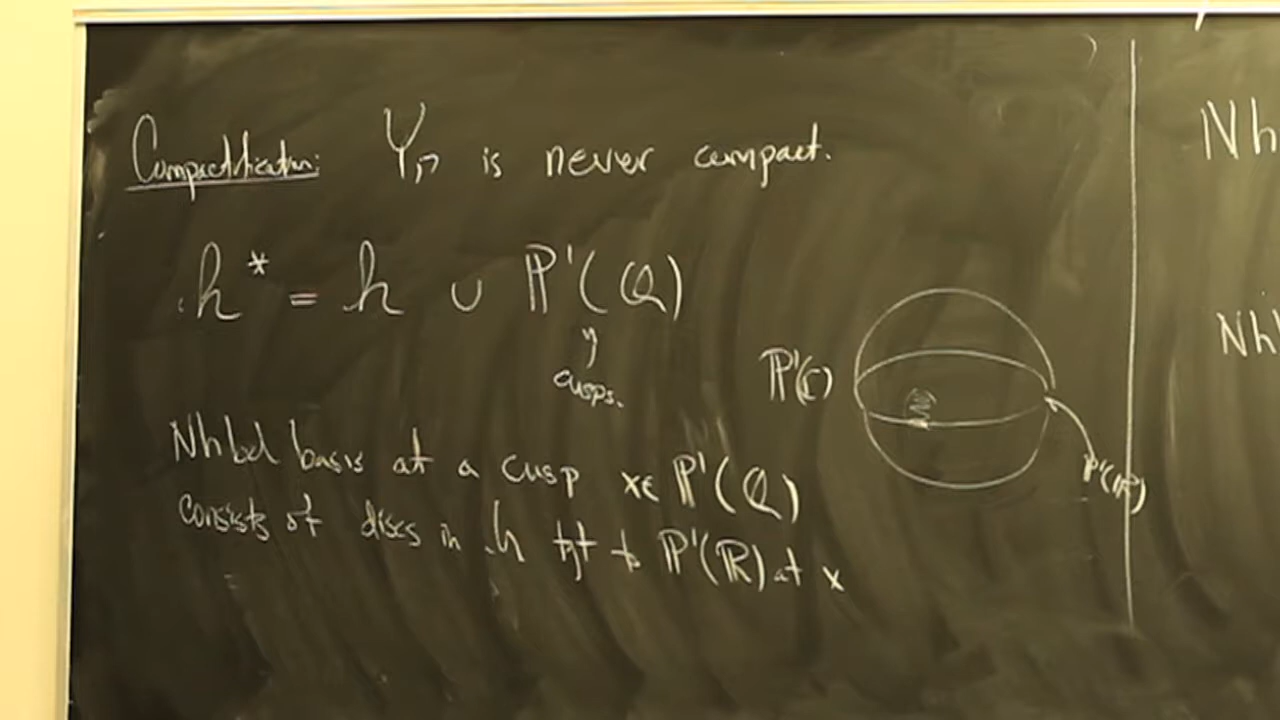 Compactification: Y_Γ is never compact.
h* = h ∪ P¹(Q)
cusps.
Nhbd basis at a cusp x∈ P¹(Q)
consists of discs in h tgt to P¹(R) at x
P¹(C)
P¹(R)
Nh
Nh